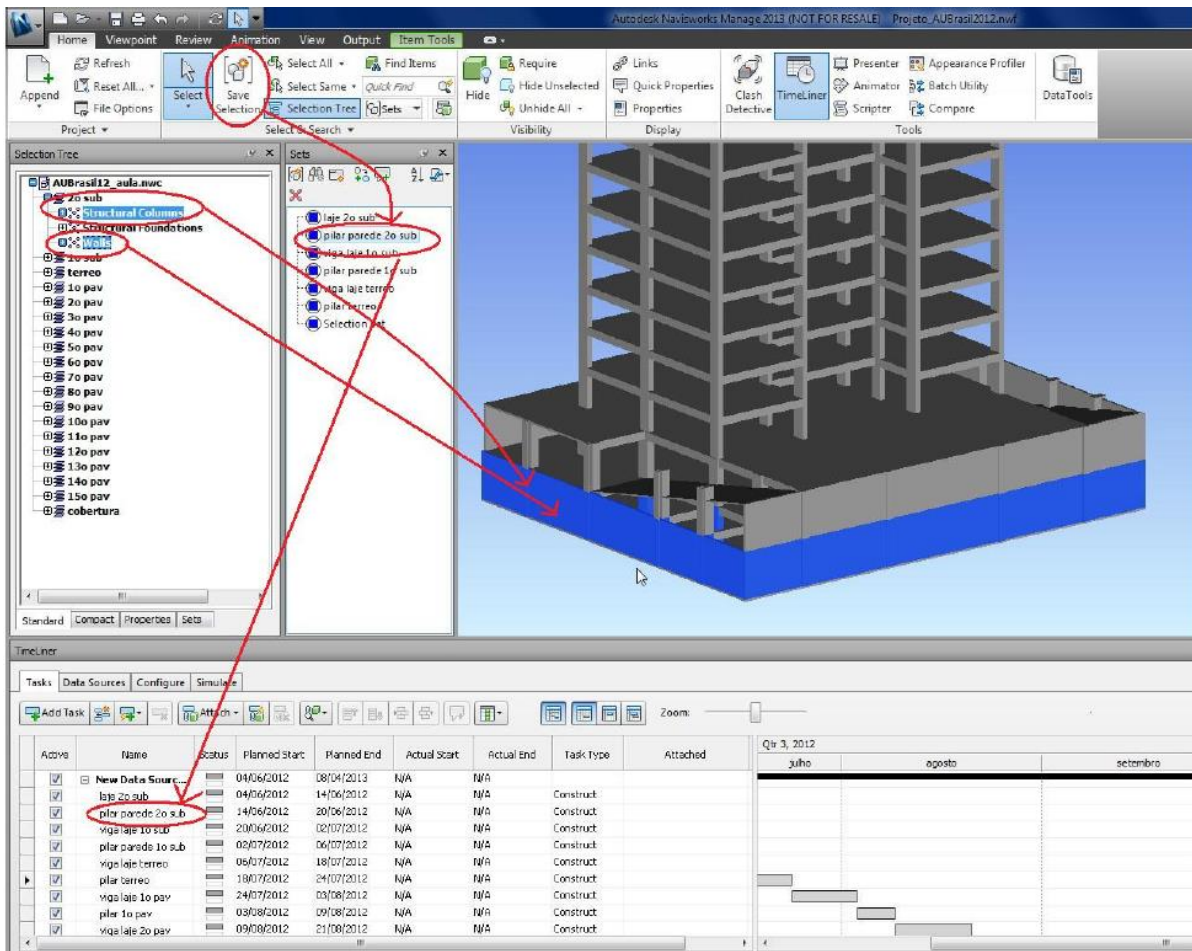 Autodesk Navisworks Manage 2013 (NOT FOR RESALE) Projeto_AUBrasil2012.nwf
Home Viewpoint Review Animation View Output Item Tools
Append
Refresh
Reset All...
File Options
Project
Select
Save Selection
Select All
Select Same
Selection Tree
Find Items
Quick Find
Sets
Select & Search
Hide
Require
Hide Unselected
Unhide All
Visibility
Links
Quick Properties
Properties
Display
Clash Detective
TimeLiner
Presenter
Animator
Scripter
Appearance Profiler
Batch Utility
Compare
Tools
DataTools
Selection Tree
AUBrasil12_aula.nwc
2o sub
Structural Columns
Structural Foundations
Walls
1o sub
terreo
1o pav
2o pav
3o pav
4o pav
5o pav
6o pav
7o pav
8o pav
9o pav
10o pav
11o pav
12o pav
13o pav
14o pav
15o pav
cobertura
Standard Compact Properties Sets
Sets
laje 2o sub
pilar parede 2o sub
viga laje 1o sub
pilar parede 1o sub
viga laje terreo
pilar terreo
Selection Set
TimeLiner
Tasks Data Sources Configure Simulate
Add Task Attach Zoom:
Active Name Status Planned Start Planned End Actual Start Actual End Task Type Attached
New Data Sourc... 04/06/2012 08/04/2013 N/A N/A
laje 2o sub 04/06/2012 14/06/2012 N/A N/A Construct
pilar parede 2o sub 14/06/2012 20/06/2012 N/A N/A Construct
viga laje 1o sub 20/06/2012 02/07/2012 N/A N/A Construct
pilar parede 1o sub 02/07/2012 06/07/2012 N/A N/A Construct
viga laje terreo 06/07/2012 18/07/2012 N/A N/A Construct
pilar terreo 18/07/2012 24/07/2012 N/A N/A Construct
viga laje 1o pav 24/07/2012 03/08/2012 N/A N/A Construct
pilar 1o pav 03/08/2012 09/08/2012 N/A N/A Construct
viga laje 2o pav 09/08/2012 21/08/2012 N/A N/A Construct
Qtr 3, 2012
julho agosto setembro